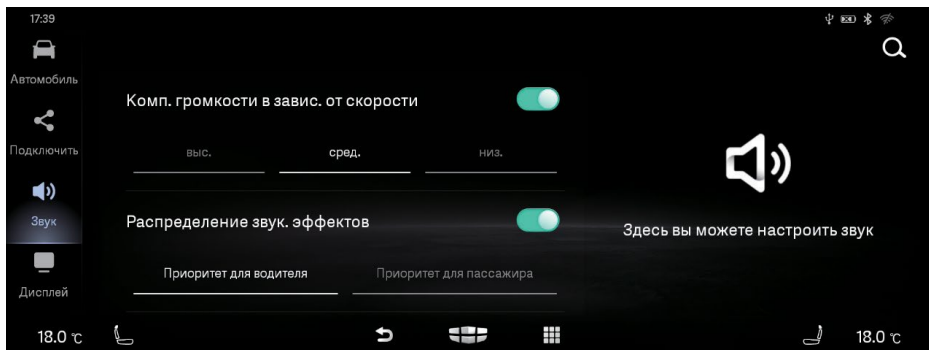 17:39
Автомобиль
Комп. громкости в завис. от скорости
Подключить
выс. сред. низ.
Звук
Распределение звук. эффектов
Здесь вы можете настроить звук
Приоритет для водителя Приоритет для пассажира
Дисплей
18.0 °C 18.0 °C